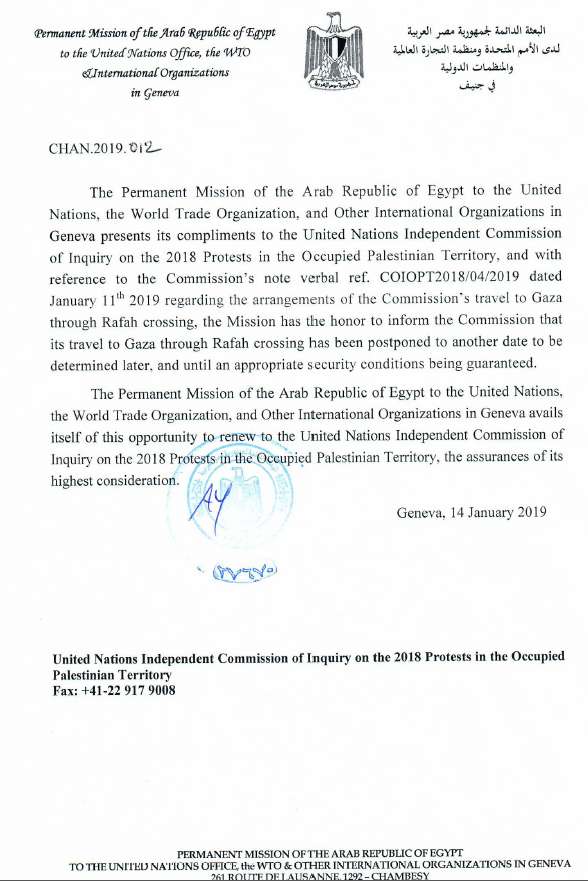 Permanent Mission of the Arab Republic of Egypt
to the United Nations Office, the WTO
&International Organizations
in Geneva
البعثة الدائمة لجمهورية مصر العربية
لدى الأمم المتحدة ومنظمة التجارة العالمية
والمنظمات الدولية
في جنيف
CHAN.2019.012
The Permanent Mission of the Arab Republic of Egypt to the United
Nations, the World Trade Organization, and Other International Organizations in
Geneva presents its compliments to the United Nations Independent Commission
of Inquiry on the 2018 Protests in the Occupied Palestinian Territory, and with
reference to the Commission's note verbal ref. COIOPT2018/04/2019 dated
January 11th 2019 regarding the arrangements of the Commission's travel to Gaza
through Rafah crossing, the Mission has the honor to inform the Commission that
its travel to Gaza through Rafah crossing has been postponed to another date to be
determined later, and until an appropriate security conditions being guaranteed.
The Permanent Mission of the Arab Republic of Egypt to the United Nations,
the World Trade Organization, and Other International Organizations in Geneva avails
itself of this opportunity to renew to the United Nations Independent Commission of
Inquiry on the 2018 Protests in the Occupied Palestinian Territory, the assurances of its
highest consideration.
Geneva, 14 January 2019
United Nations Independent Commission of Inquiry on the 2018 Protests in the Occupied
Palestinian Territory
Fax: +41-22 917 9008
PERMANENT MISSION OF THE ARAB REPUBLIC OF EGYPT
TO THE UNITED NATIONS OFFICE, the WTO & OTHER INTERNATIONAL ORGANIZATIONS IN GENEVA
261 ROUTE DE LAUSANNE, 1292 – CHAMBESY